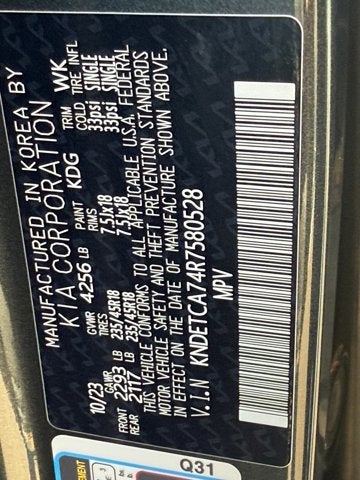 MANUFACTURED IN KOREA BY
KIA CORPORATION
10/23 GVWR 4256 LB PAINT KDG TRIM WK
GAWR TIRES RIMS COLD TIRE INFL
FRONT 2293 LB 235/45R18 7.5Jx18 33psi SINGLE
REAR 2117 LB 235/45R18 7.5Jx18 33psi SINGLE
THIS VEHICLE CONFORMS TO ALL APPLICABLE U.S.A. FEDERAL
MOTOR VEHICLE SAFETY AND THEFT PREVENTION STANDARDS
IN EFFECT ON THE DATE OF MANUFACTURE SHOWN ABOVE.
V.I.N KNDETCA74R7580528
MPV
Q31